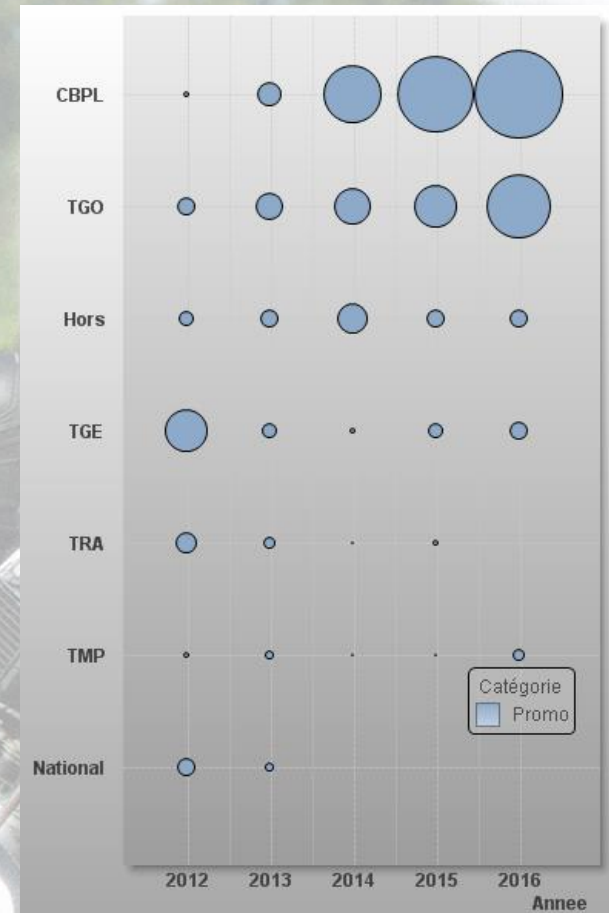 CBPL
TGO
Hors
TGE
TRA
TMP
Catégorie
Promo
National
2012 2013 2014 2015 2016
Annee